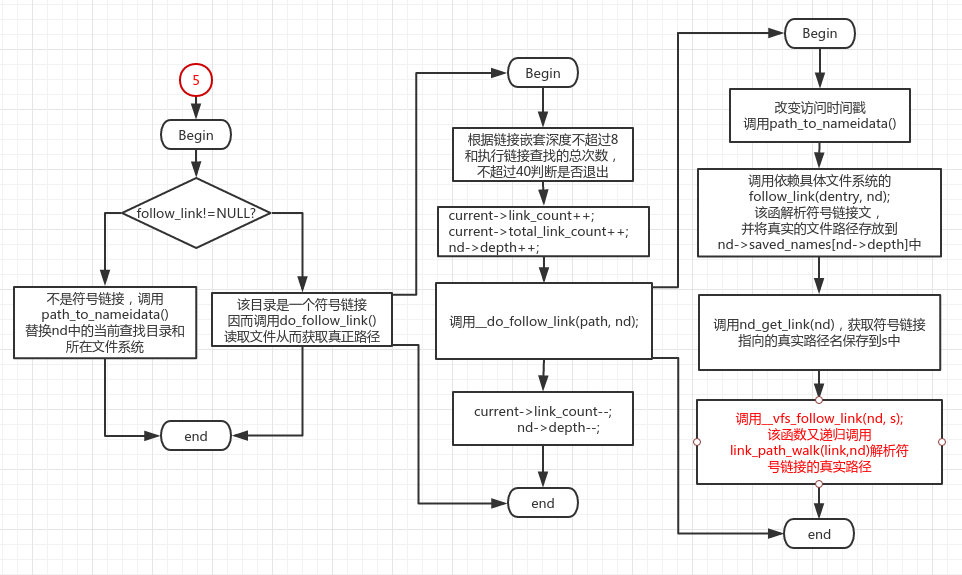 5
Begin
follow_link!=NULL?
不是符号链接，调用
path_to_nameidata()
替换nd中的当前查找目录和
所在文件系统
该目录是一个符号链接
因而调用do_follow_link()
读取文件从而获取真正路径
end
Begin
根据链接嵌套深度不超过8
和执行链接查找的总次数，
不超过40判断是否退出
current->link_count++;
current->total_link_count++;
nd->depth++;
调用__do_follow_link(path, nd);
current->link_count--;
nd->depth--;
end
Begin
改变访问时间戳
调用path_to_nameidata()
调用依赖具体文件系统的
follow_link(dentry, nd);
该函解析符号链接文，
并将真实的文件路径存放到
nd->saved_names[nd->depth]中
调用nd_get_link(nd)，获取符号链接
指向的真实路径名保存到s中
调用__vfs_follow_link(nd, s);
该函数又递归调用
link_path_walk(link,nd)解析符
号链接的真实路径
end